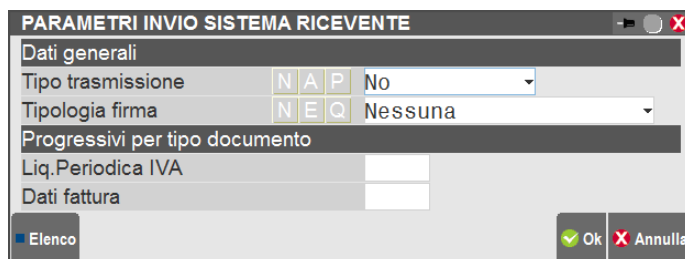 PARAMETRI INVIO SISTEMA RICEVENTE
Dati generali
Tipo trasmissione N A P No
Tipologia firma N E Q Nessuna
Progressivi per tipo documento
Liq.Periodica IVA
Dati fattura
Elenco Ok Annulla